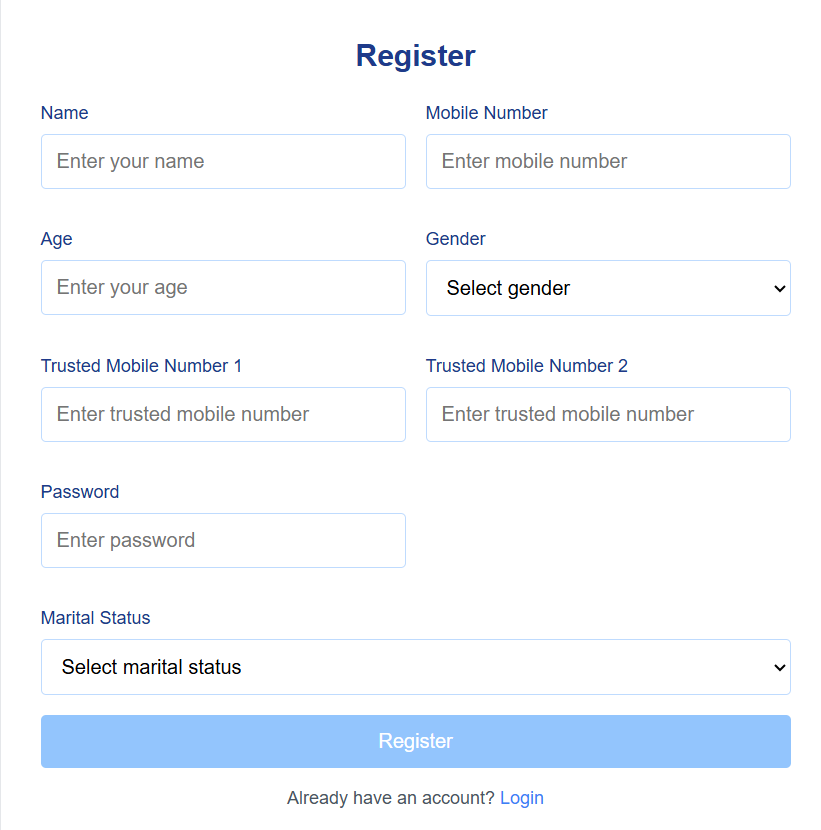 Register
Name
Mobile Number
Enter your name
Enter mobile number
Age
Gender
Enter your age
Select gender
Trusted Mobile Number 1
Trusted Mobile Number 2
Enter trusted mobile number
Enter trusted mobile number
Password
Enter password
Marital Status
Select marital status
Register
Already have an account? Login